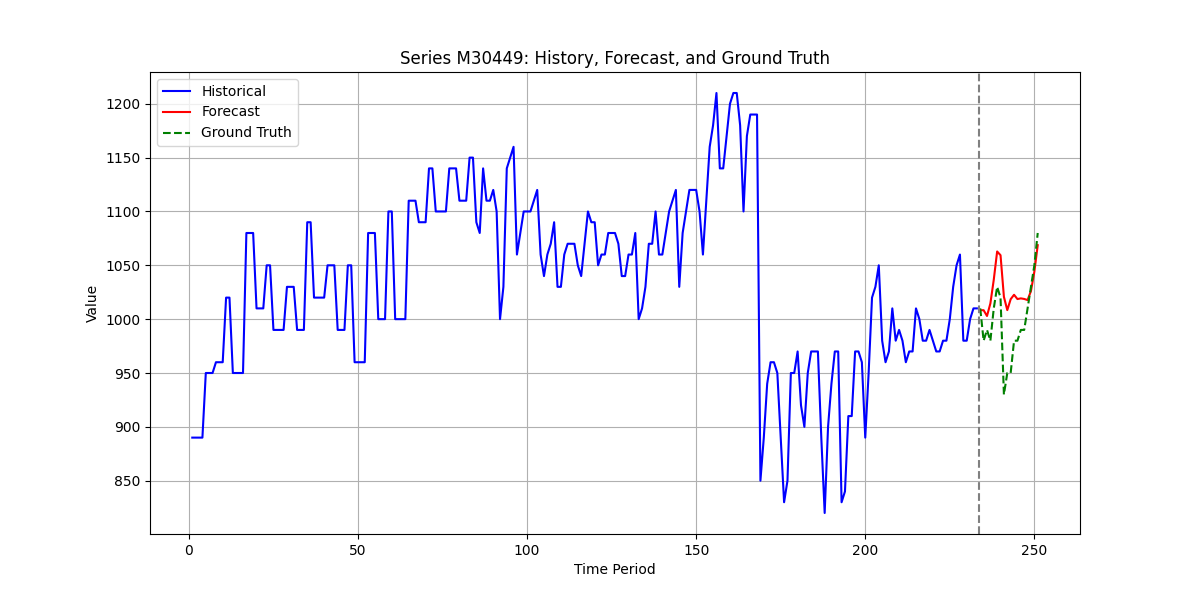 Series M30449: History, Forecast, and Ground Truth
Historical
Forecast
Ground Truth
1200
1150
1100
1050
1000
950
900
850
Value
0 50 100 150 200 250
Time Period